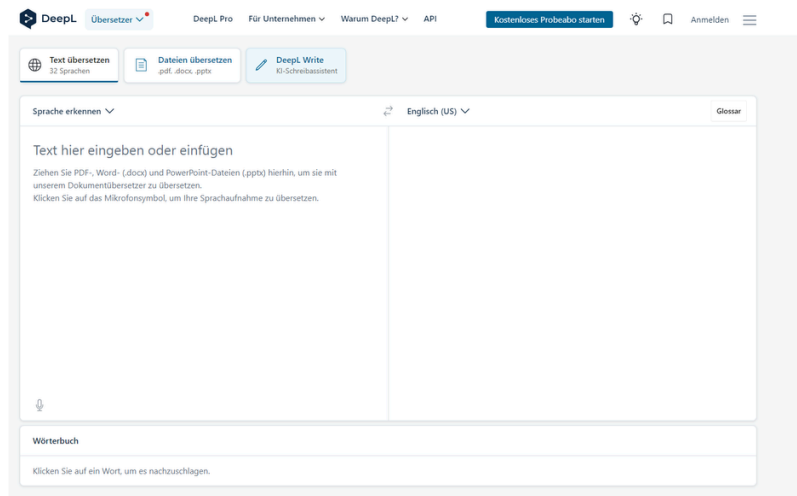 DeepL
Übersetzer
DeepL Pro
Für Unternehmen
Warum DeepL?
API
Kostenloses Probeabo starten
Anmelden
Text übersetzen
32 Sprachen
Dateien übersetzen
.pdf, .docx, .pptx
DeepL Write
KI-Schreibassistent
Sprache erkennen
Englisch (US)
Glossar
Text hier eingeben oder einfügen
Ziehen Sie PDF-, Word- (.docx) und PowerPoint-Dateien (.pptx) hierhin, um sie mit
unserem Dokumentübersetzer zu übersetzen.
Klicken Sie auf das Mikrofonsymbol, um Ihre Sprachaufnahme zu übersetzen.
Wörterbuch
Klicken Sie auf ein Wort, um es nachzuschlagen.